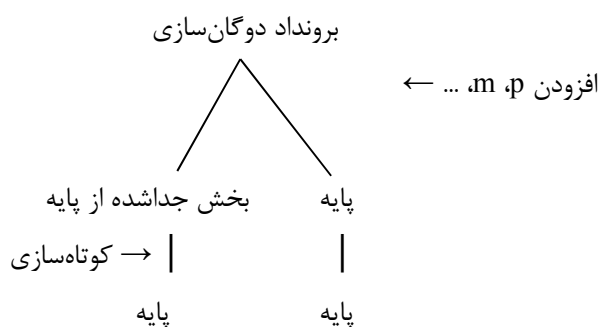 برونداد دوگان‌سازی
افزودن m، p، ... ←
پایه بخش جداشده از پایه
→ کوتاه‌سازی
پایه پایه